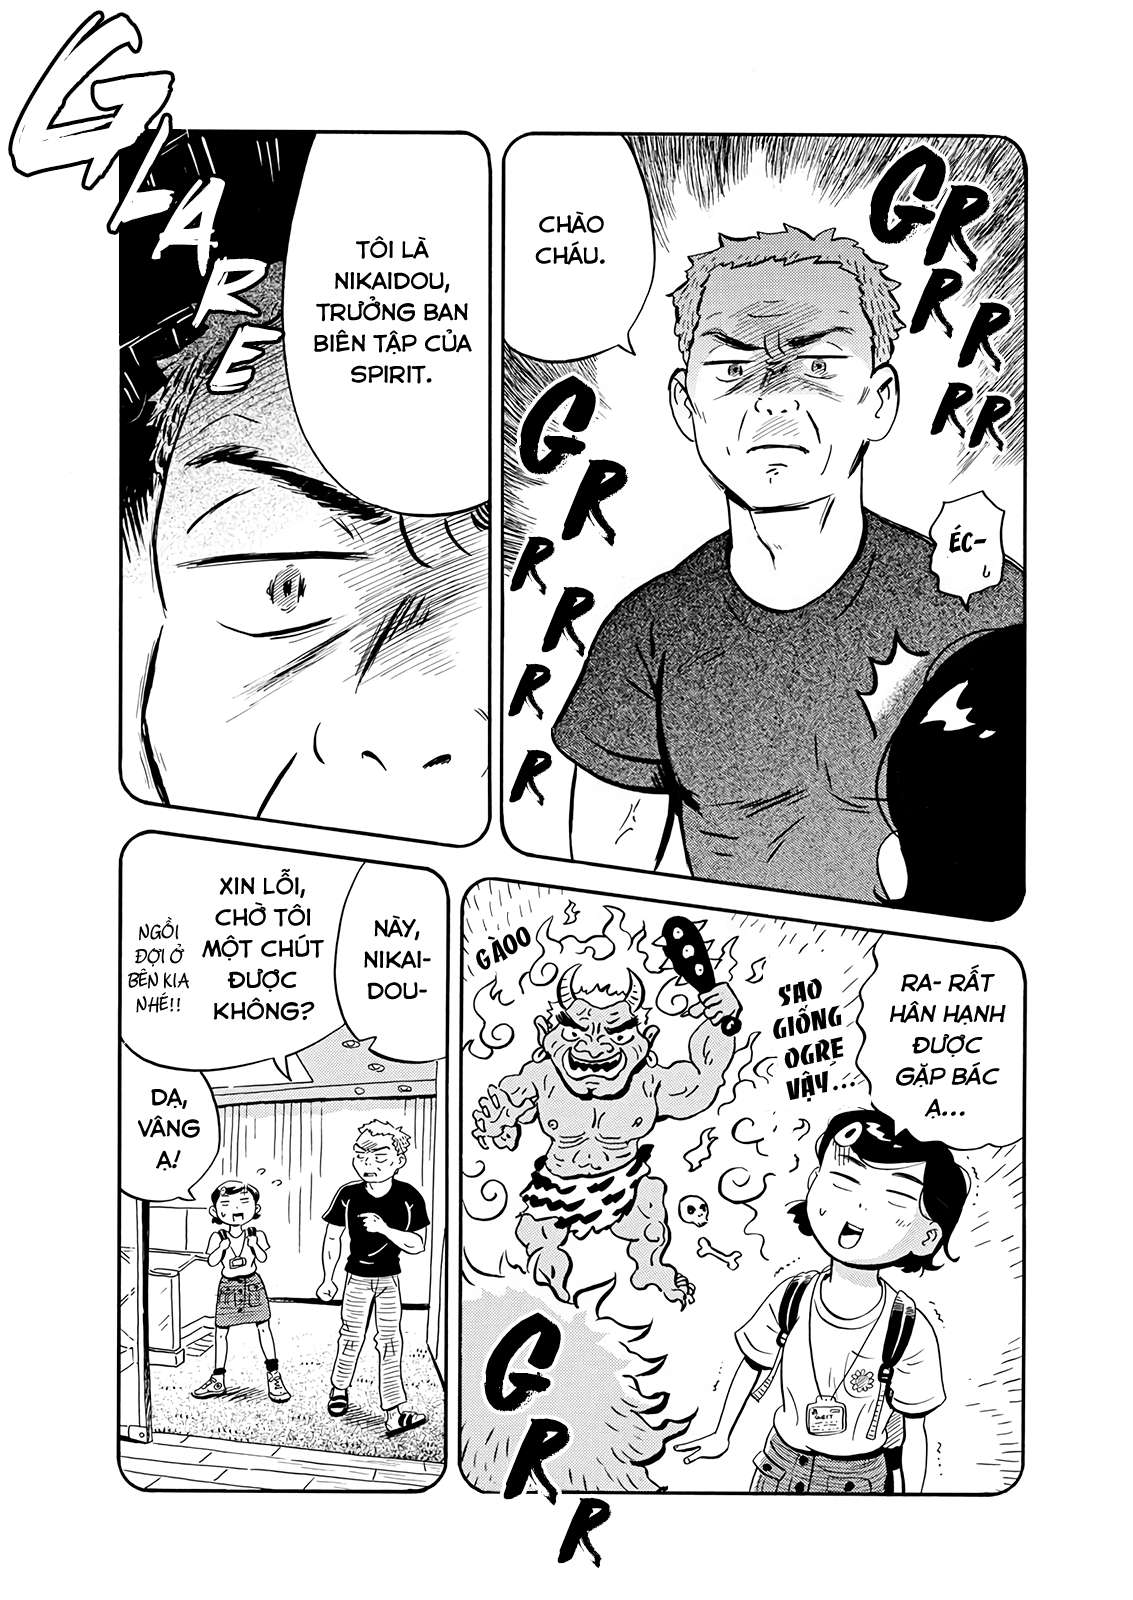 CHÀO
CHÁU.
GRRRRR
ÉC-
GRRRRRR
TÔI LÀ
NIKAIDOU,
TRƯỞNG BAN
BIÊN TẬP CỦA
SPIRIT.
GLARE
RA- RẤT
HÂN HẠNH
ĐƯỢC
GẶP BÁC
Ạ...
SAO
GIỐNG
OGRE
VẬY...
GÀOO
GRR
NÀY,
NIKAI-
DOU-
XIN LỖI,
CHỜ TÔI
MỘT CHÚT
ĐƯỢC
KHÔNG?
NGỒI
ĐỢI Ở
BÊN KIA
NHÉ!!
DẠ,
VÂNG
Ạ!